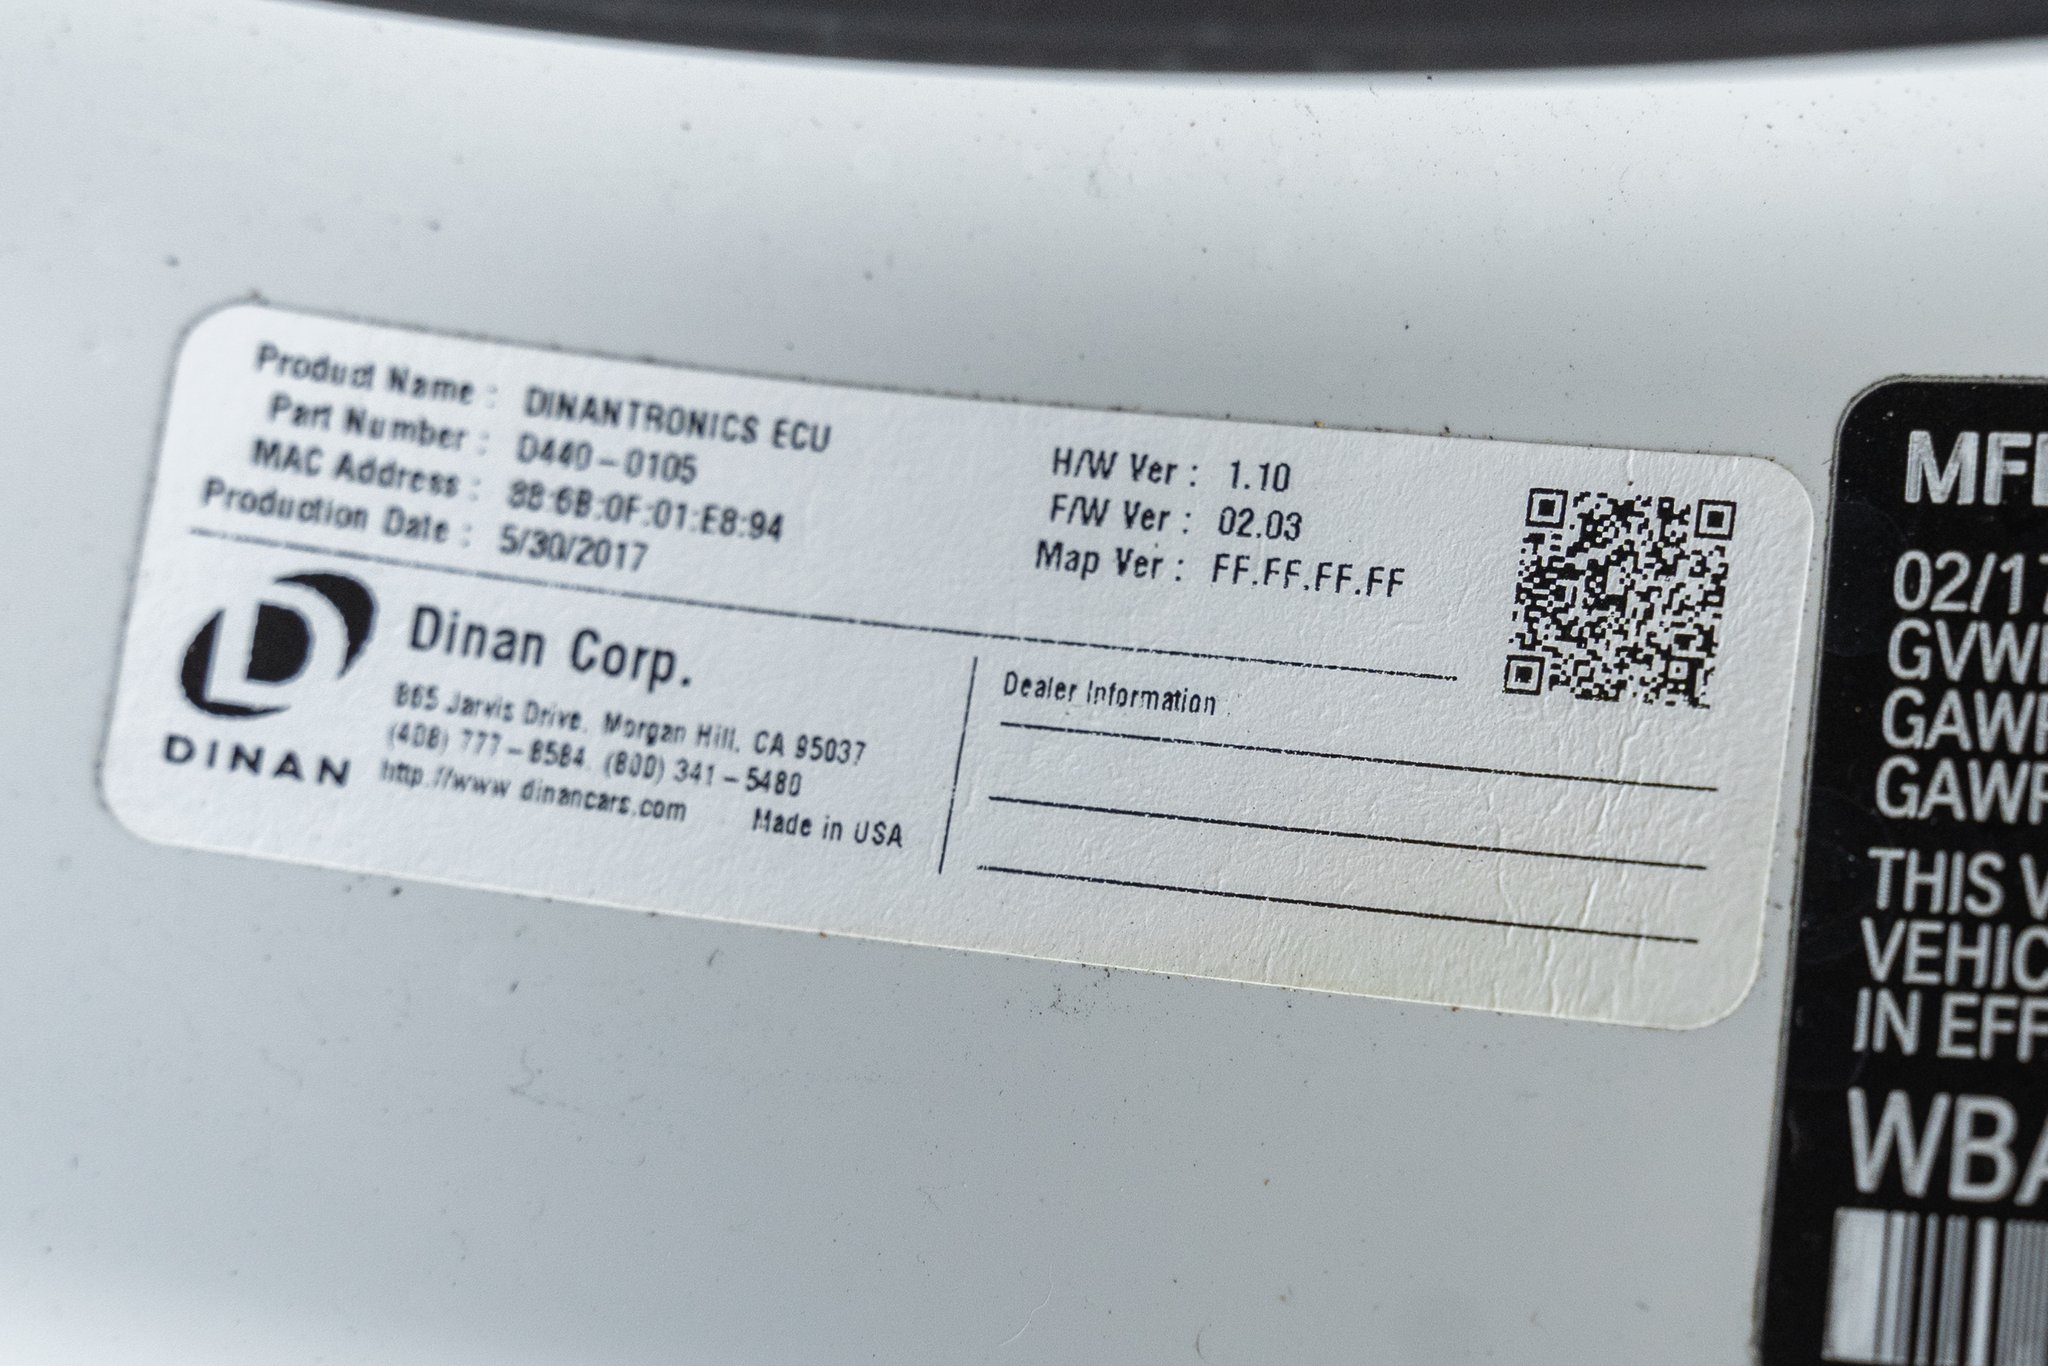 Product Name : DINANTRONICS ECU
Part Number : D440-0105
MAC Address : 88:6B:0F:01:E8:94
Production Date : 5/30/2017
H/W Ver : 1.10
F/W Ver : 02.03
Map Ver : FF.FF.FF.FF
DINAN
Dinan Corp.
865 Jarvis Drive, Morgan Hill, CA 95037
(408) 777-8584, (800) 341-5480
http://www.dinancars.com
Made in USA
Dealer Information :
MF
02/17
GVW
GAW
GAW
THIS V
VEHIC
IN EFF
WBA